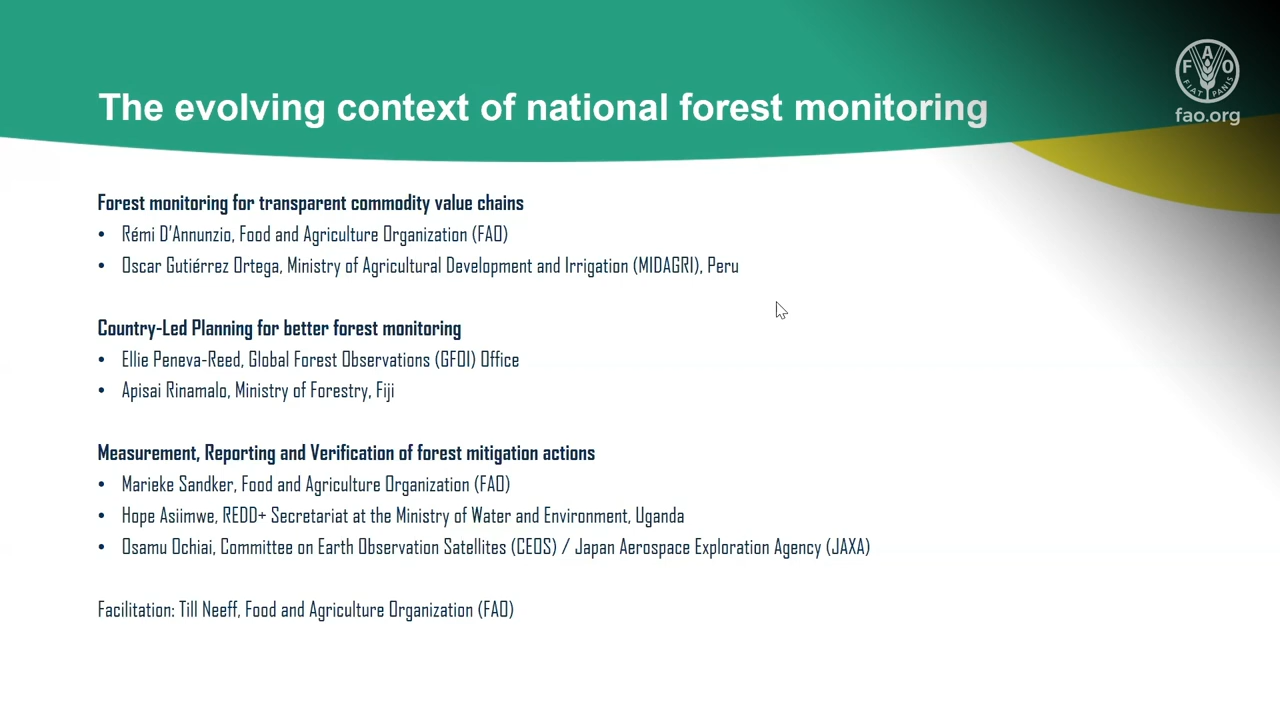 The evolving context of national forest monitoring
F A O
FIAT PANIS
fao.org
Forest monitoring for transparent commodity value chains
• Rémi D'Annunzio, Food and Agriculture Organization (FAO)
• Oscar Gutiérrez Ortega, Ministry of Agricultural Development and Irrigation (MIDAGRI), Peru
Country-Led Planning for better forest monitoring
• Ellie Peneva-Reed, Global Forest Observations (GFOI) Office
• Apisai Rinamalo, Ministry of Forestry, Fiji
Measurement, Reporting and Verification of forest mitigation actions
• Marieke Sandker, Food and Agriculture Organization (FAO)
• Hope Asiimwe, REDD+ Secretariat at the Ministry of Water and Environment, Uganda
• Osamu Ochiai, Committee on Earth Observation Satellites (CEOS) / Japan Aerospace Exploration Agency (JAXA)
Facilitation: Till Neeff, Food and Agriculture Organization (FAO)